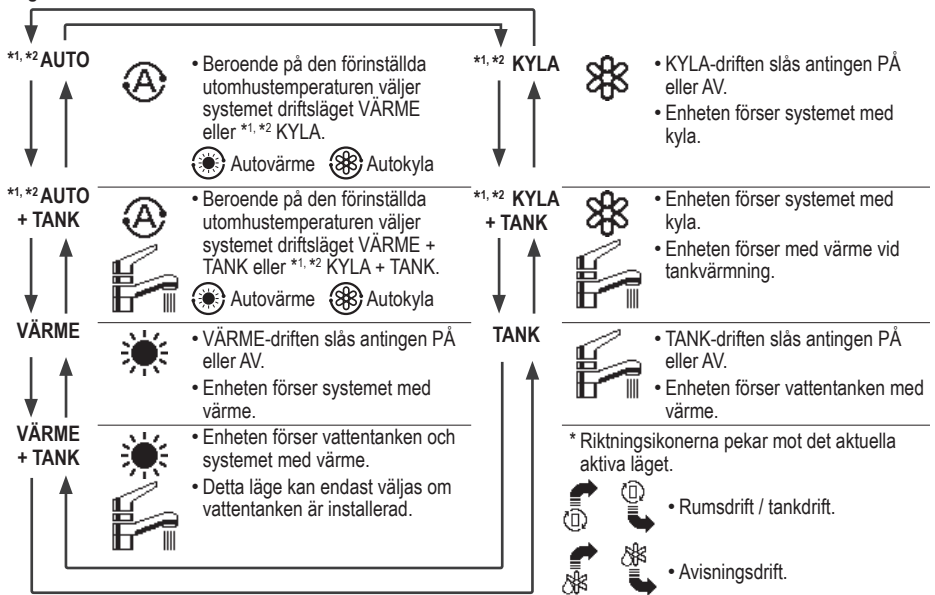 *1, *2 AUTO
• Beroende på den förinställda
utomhustemperaturen väljer
systemet driftsläget VÄRME
eller *1, *2 KYLA.
Autovärme Autokyla
*1, *2 AUTO
+ TANK
• Beroende på den förinställda
utomhustemperaturen väljer
systemet driftsläget VÄRME +
TANK eller *1, *2 KYLA + TANK.
Autovärme Autokyla
VÄRME
• VÄRME-driften slås antingen PÅ
eller AV.
• Enheten förser systemet med
värme.
VÄRME
+ TANK
• Enheten förser vattentanken och
systemet med värme.
• Detta läge kan endast väljas om
vattentanken är installerad.
*1, *2 KYLA
• KYLA-driften slås antingen PÅ
eller AV.
• Enheten förser systemet med
kyla.
*1, *2 KYLA
+ TANK
• Enheten förser systemet med
kyla.
• Enheten förser med värme vid
tankvärmning.
TANK
• TANK-driften slås antingen PÅ
eller AV.
• Enheten förser vattentanken med
värme.
* Riktningsikonerna pekar mot det aktuella
aktiva läget.
• Rumsdrift / tankdrift.
• Avisningsdrift.